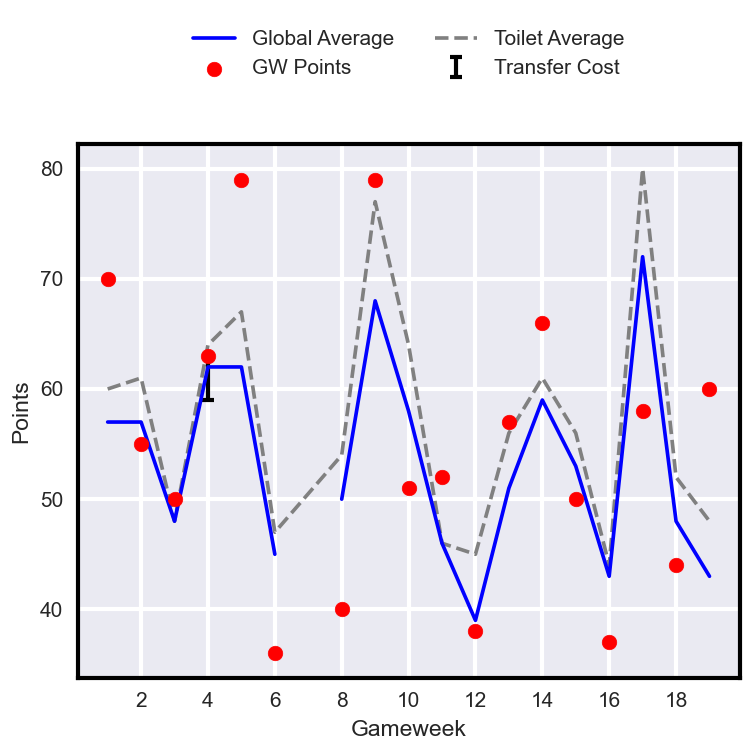 Global Average Toilet Average
GW Points Transfer Cost
80
70
60
50
40
Points
2 4 6 8 10 12 14 16 18
Gameweek